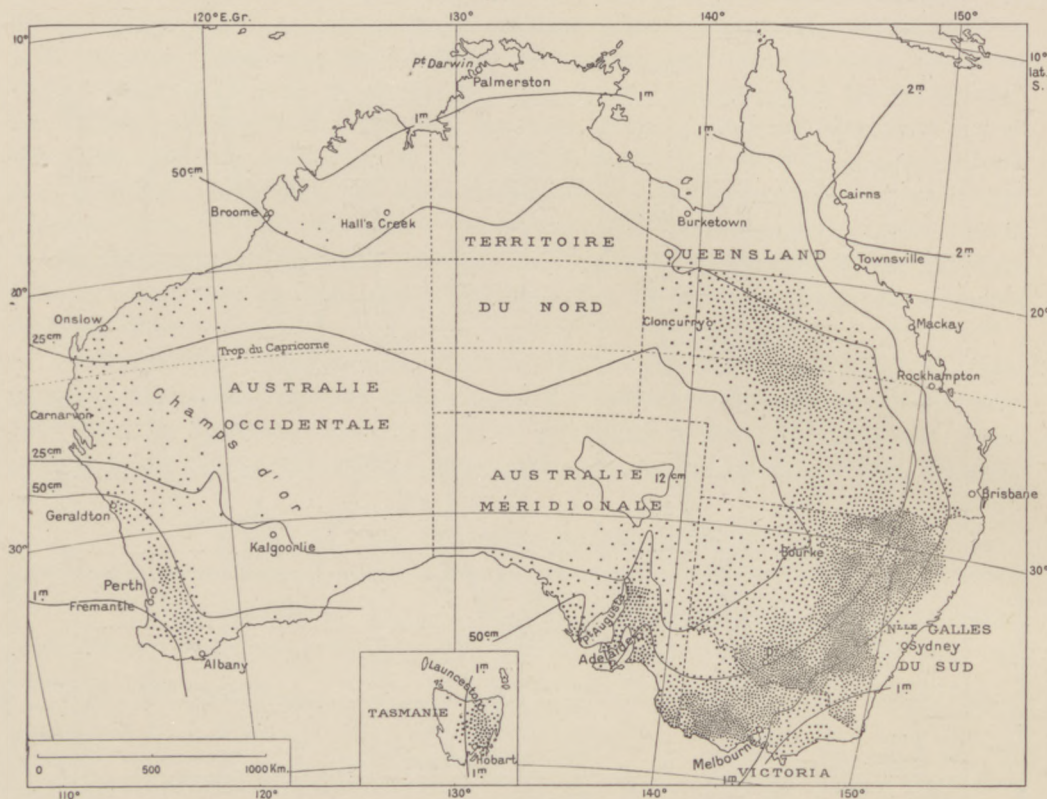 120° E.Gr.
130°
140°
150°
10°
10°
lat.
S.
Pt Darwin
Palmerston
1m
1m
2m
1m
50cm
Cairns
Broome
Hall's Creek
Burketown
TERRITOIRE
QUEENSLAND
2m
Townsville
20°
20°
DU NORD
Onslow
Cloncurry
Mackay
25cm
Trop du Capricorne
Rockhampton
AUSTRALIE
Champs d'or
Carnarvon
OCCIDENTALE
25cm
AUSTRALIE
12cm
50cm
MÉRIDIONALE
Brisbane
Geraldton
Kalgoorlie
Bourke
30°
30°
Perth
1m
Fremantle
Pt Augusta
50cm
Nlle GALLES
Adelaide
Sydney
Albany
DU SUD
Launceston
1m
1m
TASMANIE
Melbourne
Hobart
VICTORIA
0 500 1000 Km.
1m
1m
110°
120°
130°
140°
150°